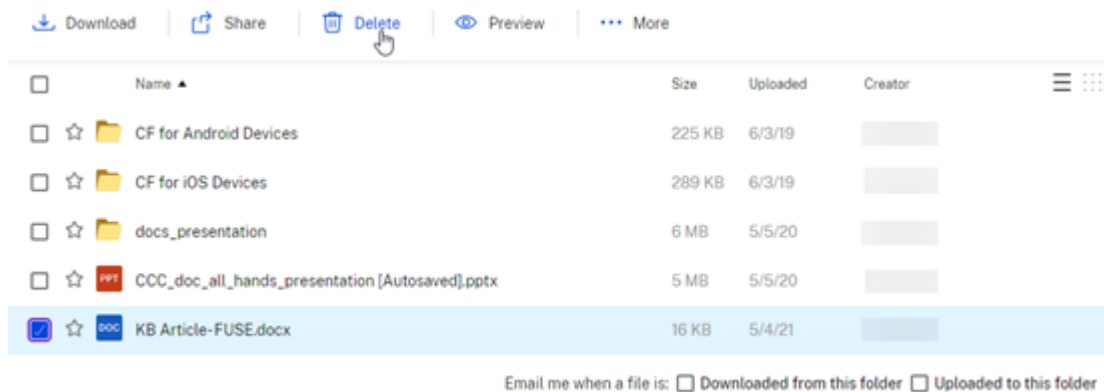 Download Share Delete Preview More
Name Size Uploaded Creator
CF for Android Devices 225 KB 6/3/19
CF for iOS Devices 289 KB 6/3/19
docs_presentation 6 MB 5/5/20
PPT CCC_doc_all_hands_presentation [Autosaved].pptx 5 MB 5/5/20
DOC KB Article-FUSE.docx 16 KB 5/4/21
Email me when a file is: Downloaded from this folder Uploaded to this folder